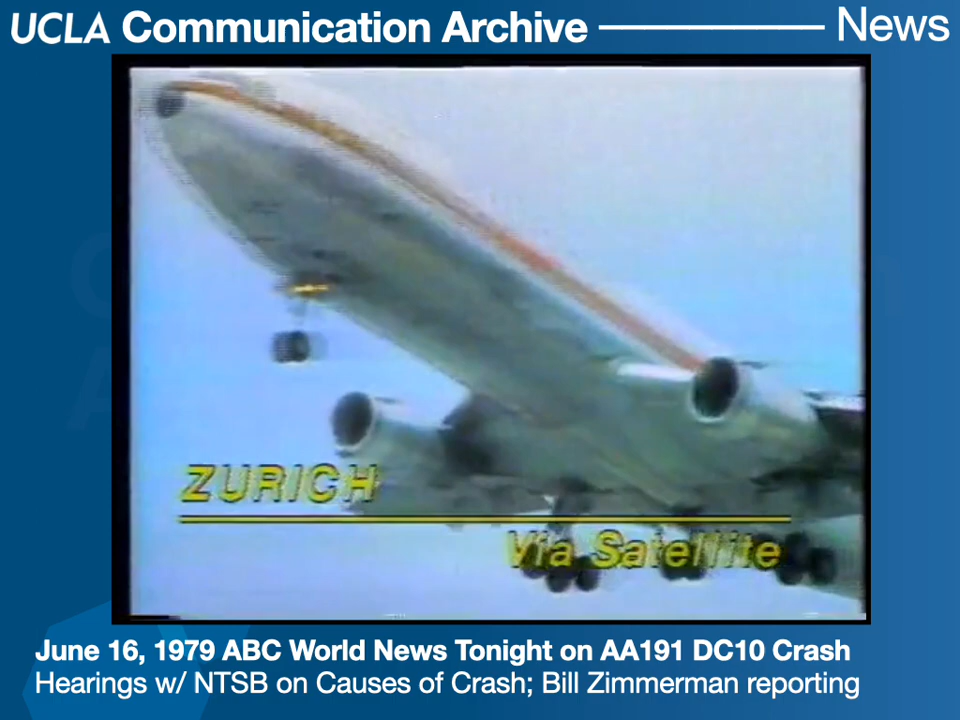 UCLA Communication Archive News
ZURICH
Via Satellite
June 16, 1979 ABC World News Tonight on AA191 DC10 Crash
Hearings w/ NTSB on Causes of Crash; Bill Zimmerman reporting